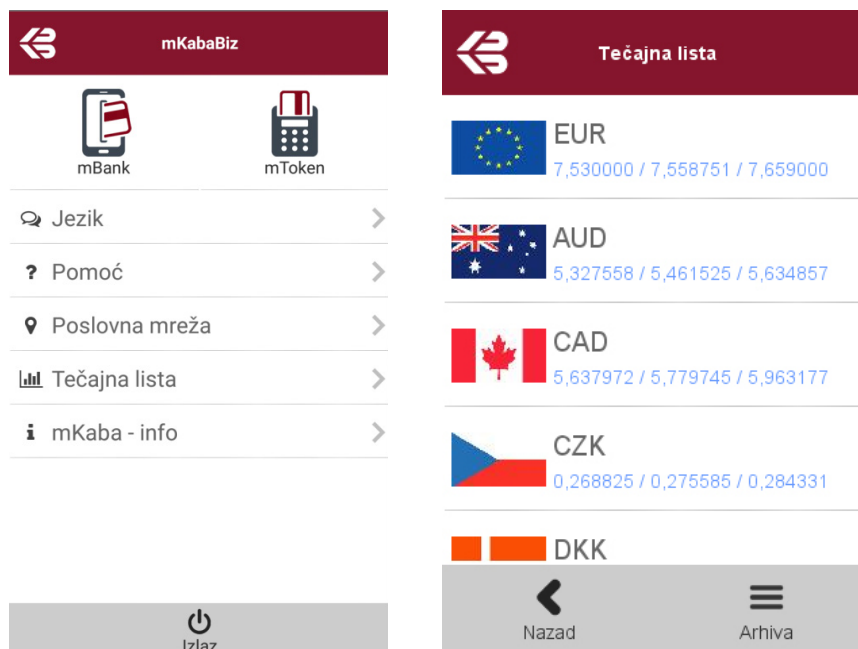 mKabaBiz
mBank
mToken
Jezik
Pomoć
Poslovna mreža
Tečajna lista
mKaba - info
Izlaz
Tečajna lista
EUR
7,530000 / 7,558751 / 7,659000
AUD
5,327558 / 5,461525 / 5,634857
CAD
5,637972 / 5,779745 / 5,963177
CZK
0,268825 / 0,275585 / 0,284331
DKK
Nazad
Arhiva